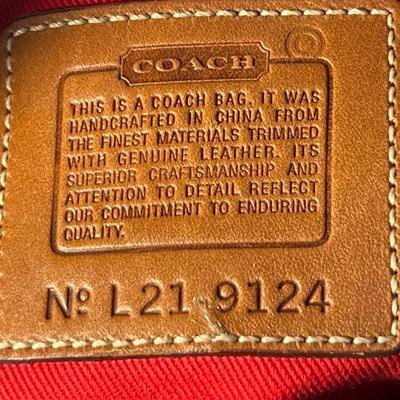 COACH
©
THIS IS A COACH BAG. IT WAS
HANDCRAFTED IN CHINA FROM
THE FINEST MATERIALS TRIMMED
WITH GENUINE LEATHER. ITS
SUPERIOR CRAFTSMANSHIP AND
ATTENTION TO DETAIL REFLECT
OUR COMMITMENT TO ENDURING
QUALITY.
Nº L21-9124